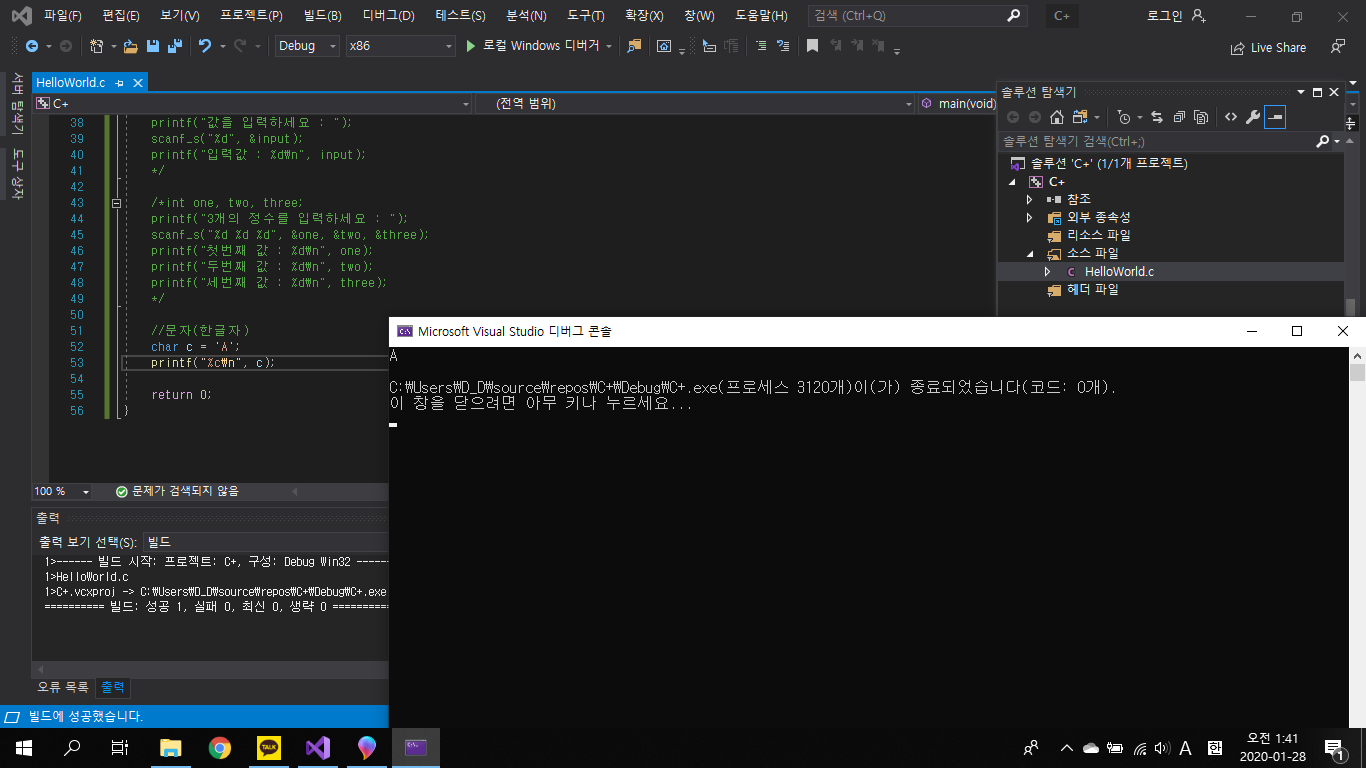 파일(F) 편집(E) 보기(V) 프로젝트(P) 빌드(B) 디버그(D) 테스트(S) 분석(N) 도구(T) 확장(X) 창(W) 도움말(H) 검색 (Ctrl+Q) C+ 로그인
Debug x86 로컬 Windows 디버거 Live Share
서버 탐색기
도구 상자
HelloWorld.c
C+ (전역 범위) main(void)
38 printf("값을 입력하세요 : ");
39 scanf_s("%d", &input);
40 printf("입력값 : %d₩n", input);
41 */
42
43 /*int one, two, three;
44 printf("3개의 정수를 입력하세요 : ");
45 scanf_s("%d %d %d", &one, &two, &three);
46 printf("첫번째 값 : %d₩n", one);
47 printf("두번째 값 : %d₩n", two);
48 printf("세번째 값 : %d₩n", three);
49 */
50
51 //문자(한글자)
52 char c = 'A';
53 printf("%c₩n", c);
54
55 return 0;
56 }
100 % 문제가 검색되지 않음
솔루션 탐색기
솔루션 탐색기 검색(Ctrl+;)
솔루션 'C+' (1/1개 프로젝트)
C+
참조
외부 종속성
리소스 파일
소스 파일
C HelloWorld.c
헤더 파일
C:\ Microsoft Visual Studio 디버그 콘솔
A
C:₩Users₩D_D₩source₩repos₩C+₩Debug₩C+.exe(프로세스 3120개)이(가) 종료되었습니다(코드: 0개).
이 창을 닫으려면 아무 키나 누르세요...
출력
출력 보기 선택(S): 빌드
1>------ 빌드 시작: 프로젝트: C+, 구성: Debug Win32 ------
1>HelloWorld.c
1>C+.vcxproj -> C:₩Users₩D_D₩source₩repos₩C+₩Debug₩C+.exe
========== 빌드: 성공 1, 실패 0, 최신 0, 생략 0 ==========
오류 목록 출력
빌드에 성공했습니다.
TALK
A 한 오전 1:41
2020-01-28
1